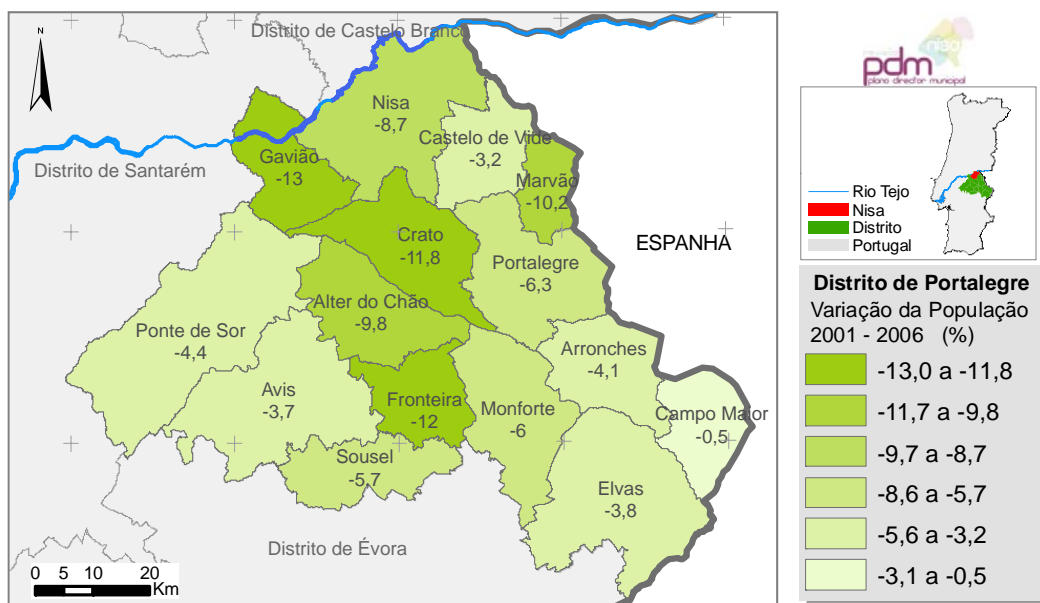 Distrito de Castelo Branco
N
Nisa
-8,7
Castelo de Vide
-3,2
Gavião
-13
Distrito de Santarém
Marvão
-10,2
Crato
-11,8
ESPANHA
Portalegre
-6,3
Alter do Chão
-9,8
Ponte de Sor
-4,4
Arronches
-4,1
Avis
-3,7
Fronteira
-12
Monforte
-6
Campo Maior
-0,5
Sousel
-5,7
Elvas
-3,8
Distrito de Évora
0 5 10 20
Km
nisa
pdm
plano director municipal
Rio Tejo
Nisa
Distrito
Portugal
Distrito de Portalegre
Variação da População
2001 - 2006 (%)
-13,0 a -11,8
-11,7 a -9,8
-9,7 a -8,7
-8,6 a -5,7
-5,6 a -3,2
-3,1 a -0,5